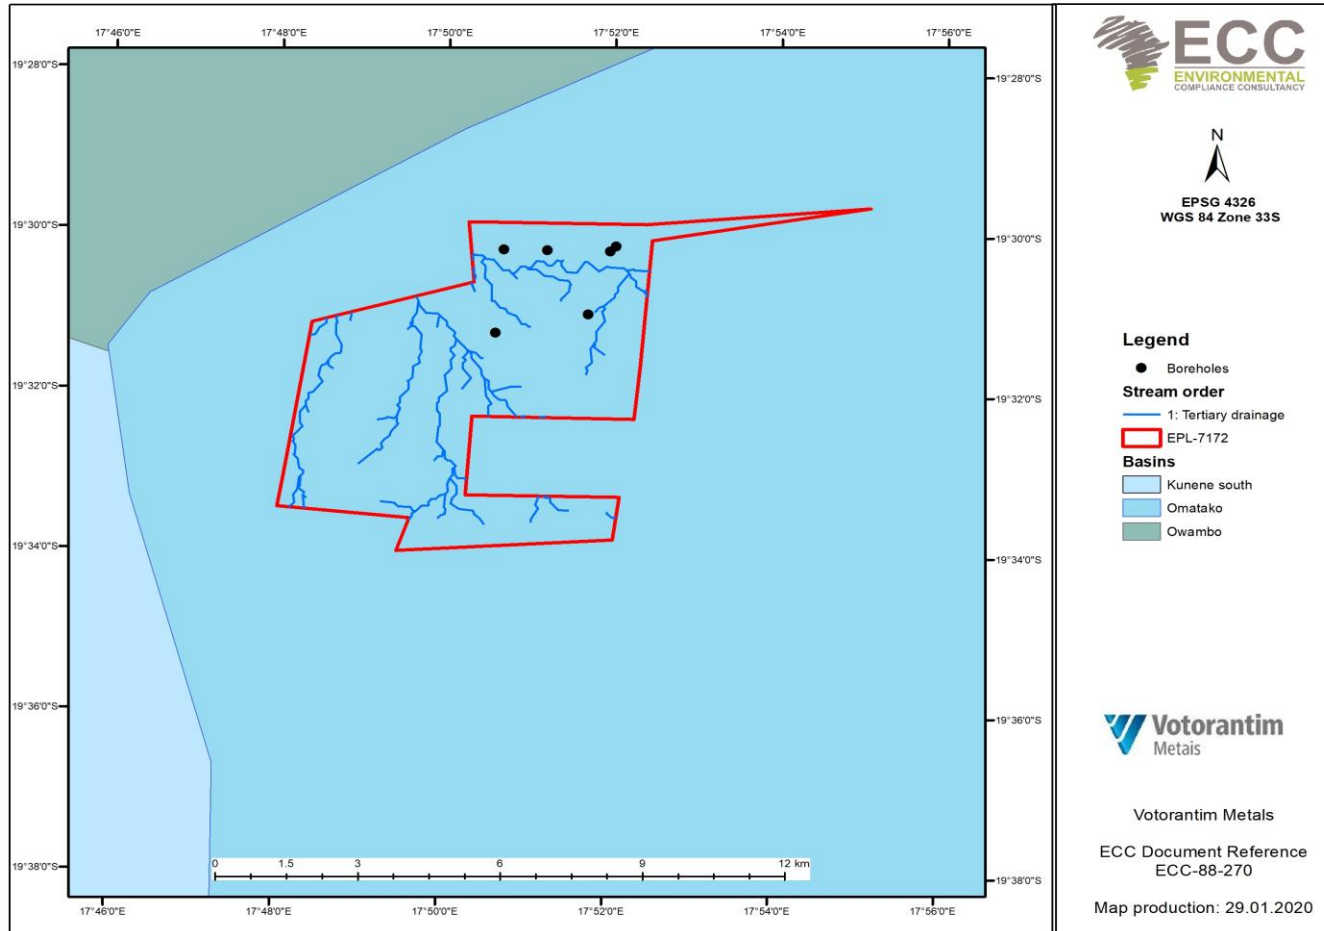 17°46'0"E
17°48'0"E
17°50'0"E
17°52'0"E
17°54'0"E
17°56'0"E
19°28'0"S
19°30'0"S
19°32'0"S
19°34'0"S
19°36'0"S
19°38'0"S
19°28'0"S
19°30'0"S
19°32'0"S
19°34'0"S
19°36'0"S
19°38'0"S
0 1.5 3 6 9 12 km
17°46'0"E
17°48'0"E
17°50'0"E
17°52'0"E
17°54'0"E
17°56'0"E
ECC
ENVIRONMENTAL
COMPLIANCE CONSULTANCY
N
EPSG 4326
WGS 84 Zone 33S
Legend
Boreholes
Stream order
1: Tertiary drainage
EPL-7172
Basins
Kunene south
Omatako
Owambo
Votorantim
Metais
Votorantim Metals
ECC Document Reference
ECC-88-270
Map production: 29.01.2020